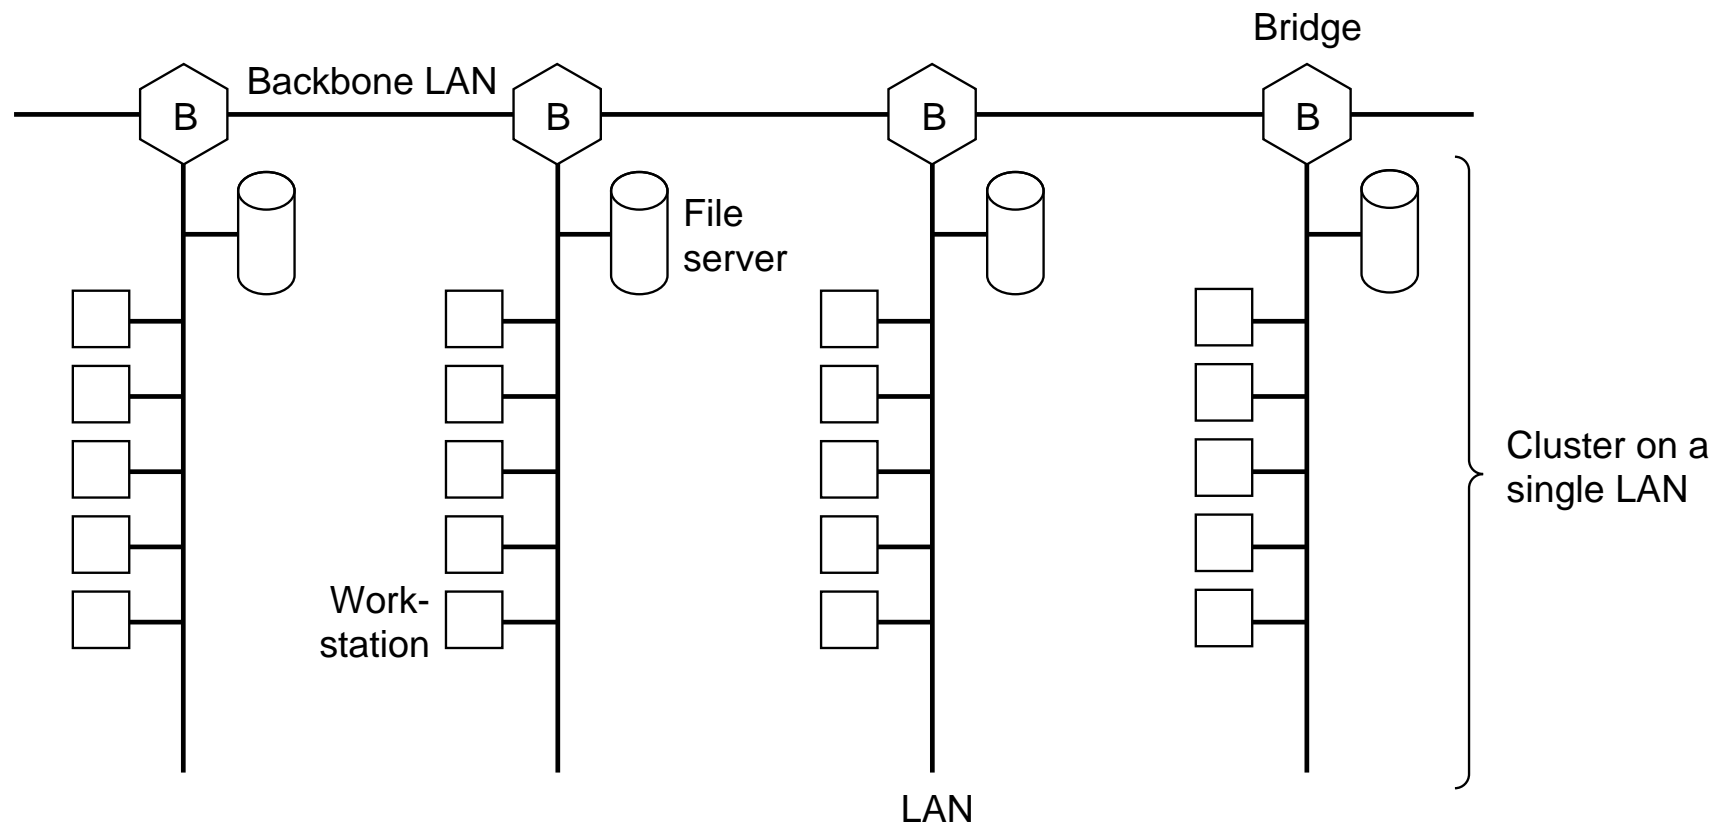 Bridge
Backbone LAN
B
B
B
B
File
server
Cluster on a
single LAN
Work-
station
LAN